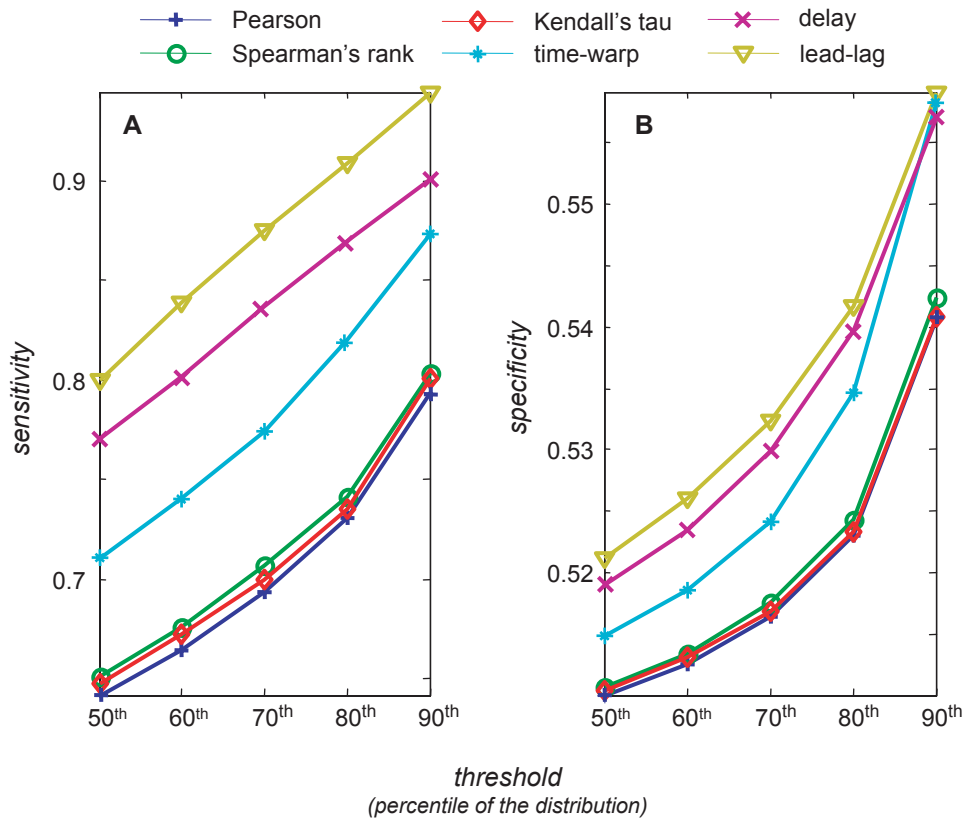 Pearson Kendall's tau delay
Spearman's rank time-warp lead-lag
A
0.9
0.8
0.7
sensitivity
50th 60th 70th 80th 90th
B
0.55
0.54
0.53
0.52
specificity
50th 60th 70th 80th 90th
threshold
(percentile of the distribution)